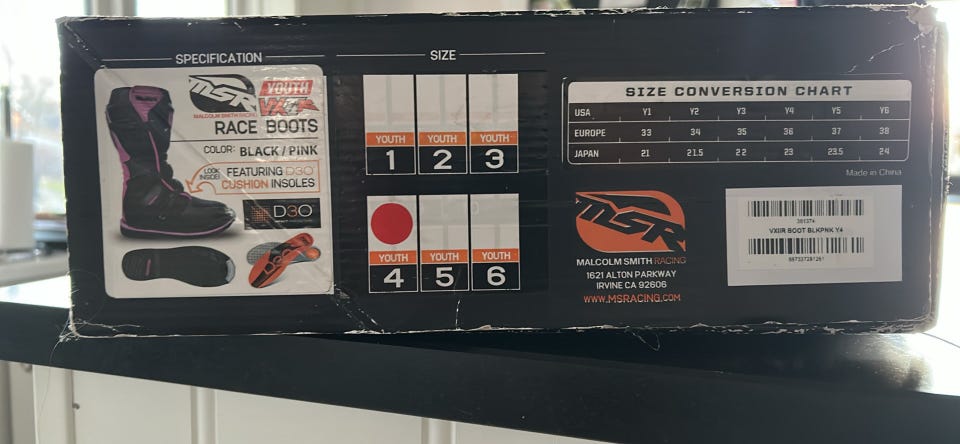 SPECIFICATION
MSR
MALCOLM SMITH RACING
YOUTH
RACE BOOTS
COLOR: BLACK / PINK
LOOK INSIDE!
FEATURING D3O
CUSHION INSOLES
D3O
SIZE
YOUTH
1
YOUTH
2
YOUTH
3
YOUTH
4
YOUTH
5
YOUTH
6
SIZE CONVERSION CHART
USA Y1 Y2 Y3 Y4 Y5 Y6
EUROPE 33 34 35 36 37 38
JAPAN 21 21.5 22 23 23.5 24
Made in China
MSR
MALCOLM SMITH RACING
1621 ALTON PARKWAY
IRVINE CA 92606
WWW.MSRACING.COM
VXIIR BOOT BLKPNK Y4